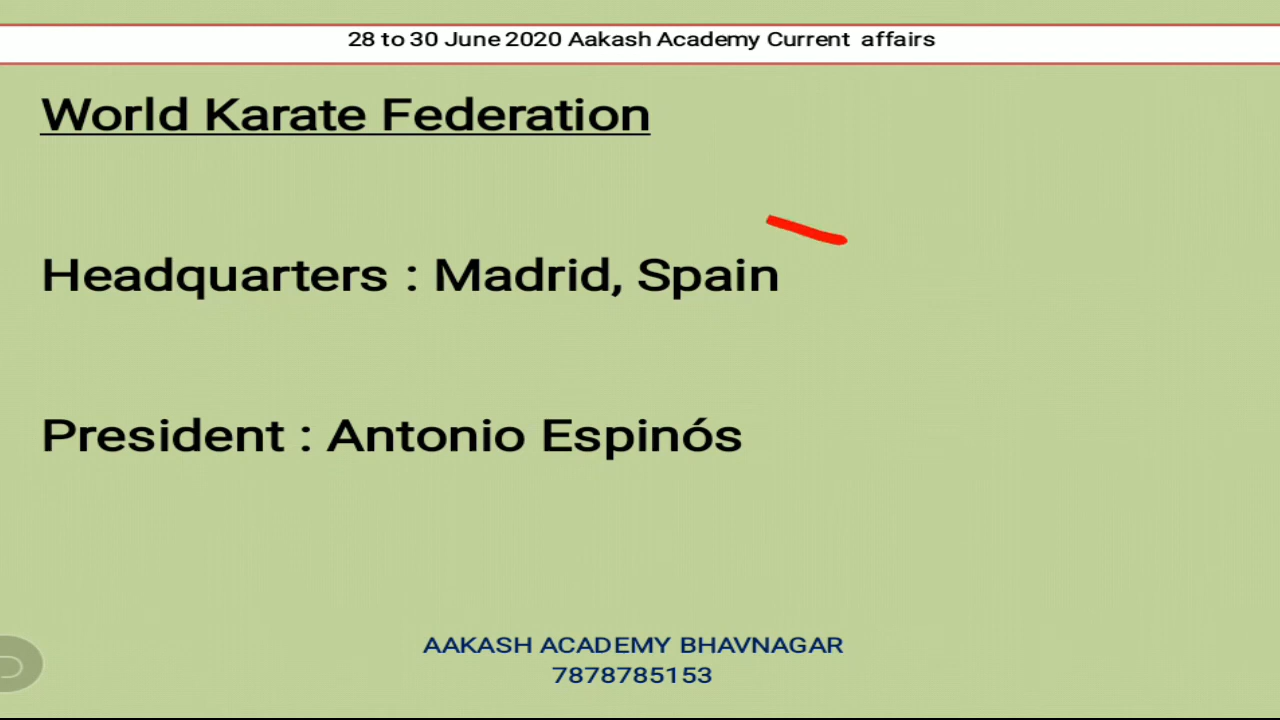 28 to 30 June 2020 Aakash Academy Current affairs
World Karate Federation
Headquarters : Madrid, Spain
President : Antonio Espinós
AAKASH ACADEMY BHAVNAGAR
7878785153